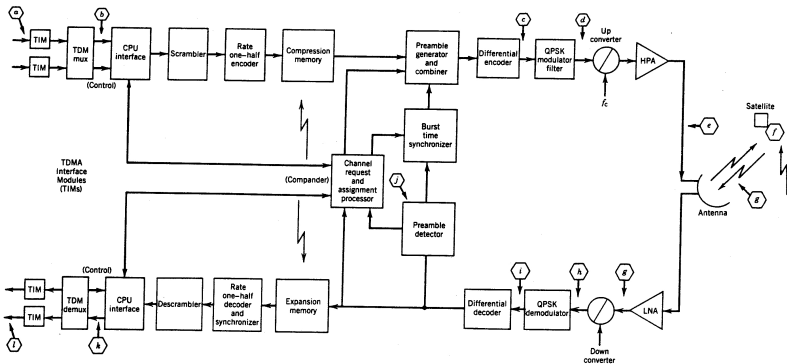 a
b
TIM
TIM
TDM
mux
CPU
interface
(Control)
Scrambler
Rate
one-half
encoder
Compression
memory
Preamble
generator
and
combiner
Differential
encoder
c
QPSK
modulator
filter
d
Up
converter
fc
HPA
e
Satellite
f
g
Antenna
Burst
time
synchronizer
TDMA
Interface
Modules
(TIMs)
(Compander)
Channel
request
and
assignment
processor
j
Preamble
detector
TIM
TIM
l
TDM
demux
k
(Control)
CPU
interface
Descrambler
Rate
one-half
decoder
and
synchronizer
Expansion
memory
Differential
decoder
i
QPSK
demodulator
h
Down
converter
g
LNA